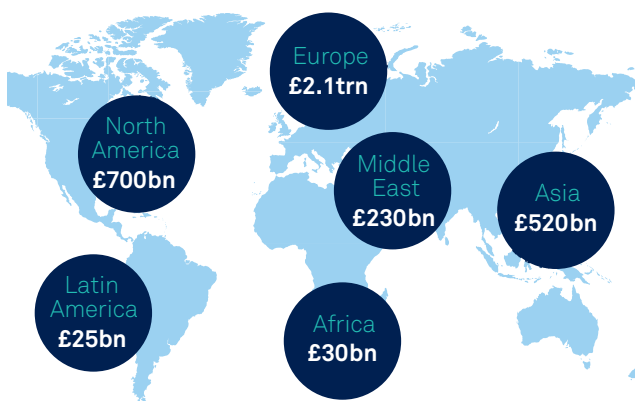 Europe
£2.1trn
North
America
£700bn
Middle
East
£230bn
Asia
£520bn
Latin
America
£25bn
Africa
£30bn